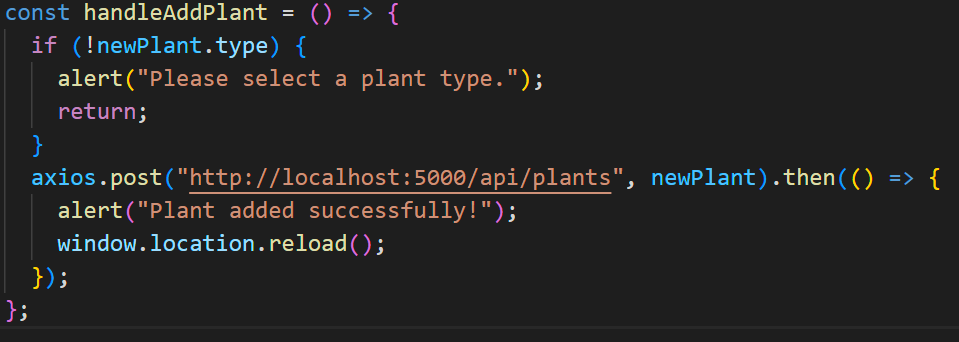 const handleAddPlant = () => {
  if (!newPlant.type) {
    alert("Please select a plant type.");
    return;
  }
  axios.post("http://localhost:5000/api/plants", newPlant).then(() => {
    alert("Plant added successfully!");
    window.location.reload();
  });
};